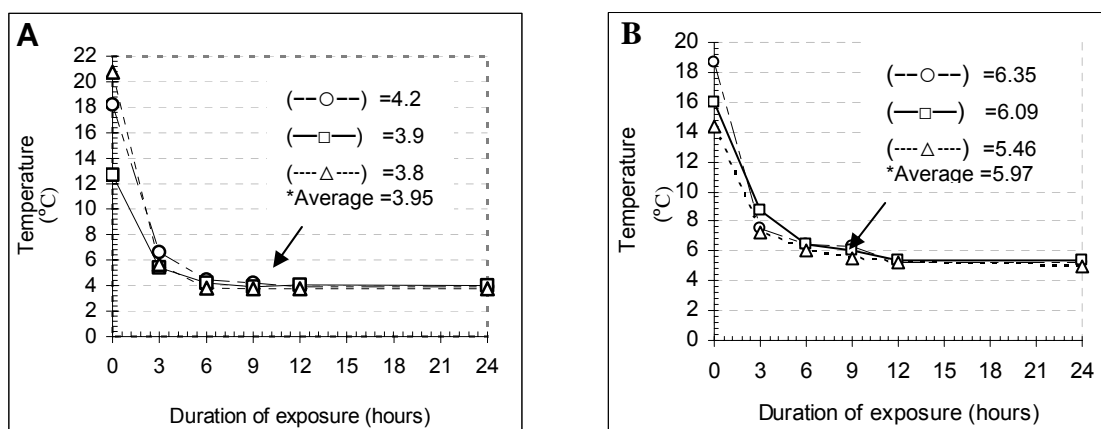 A
Temperature
(°C)
22
20
18
16
14
12
10
8
6
4
2
0
(--○--) =4.2
(—□—) =3.9
(----△----) =3.8
*Average =3.95
0 3 6 9 12 15 18 21 24
Duration of exposure (hours)
B
Temperature
(°C)
20
18
16
14
12
10
8
6
4
2
0
(--○--) =6.35
(—□—) =6.09
(----△----) =5.46
*Average =5.97
0 3 6 9 12 15 18 21 24
Duration of exposure (hours)